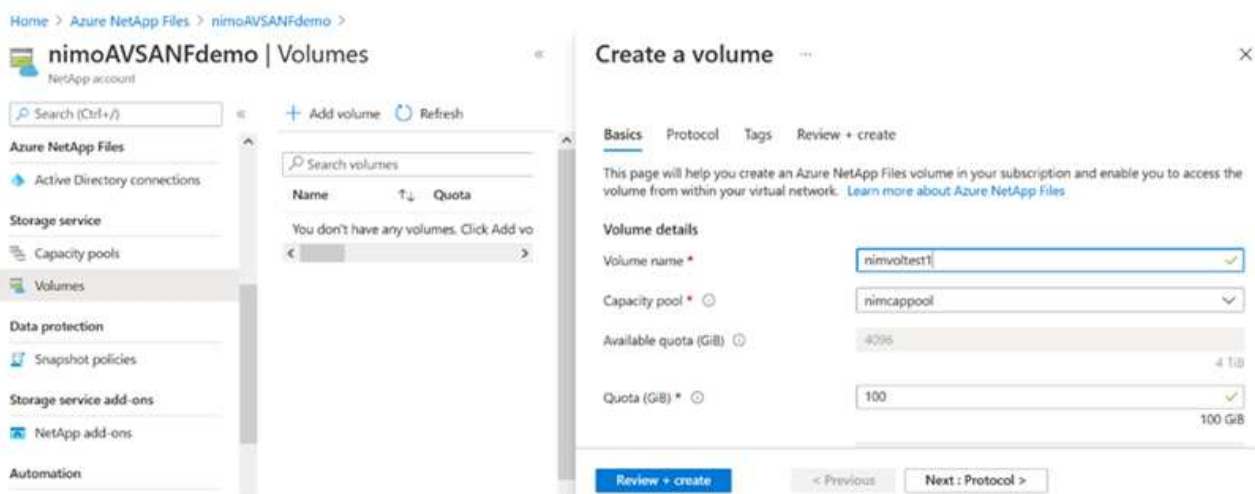 Home > Azure NetApp Files > nimoAVSANFdemo >
nimoAVSANFdemo | Volumes
NetApp account
Search (Ctrl+/)
Azure NetApp Files
Active Directory connections
Storage service
Capacity pools
Volumes
Data protection
Snapshot policies
Storage service add-ons
NetApp add-ons
Automation
+ Add volume Refresh
Search volumes
Name ↑↓ Quota
You don't have any volumes. Click Add vo
Create a volume ...
Basics Protocol Tags Review + create
This page will help you create an Azure NetApp Files volume in your subscription and enable you to access the
volume from within your virtual network. Learn more about Azure NetApp Files
Volume details
Volume name * nimvoltest1
Capacity pool * nimcappool
Available quota (GiB) 4096
4 TiB
Quota (GiB) * 100
100 GiB
Review + create < Previous Next : Protocol >